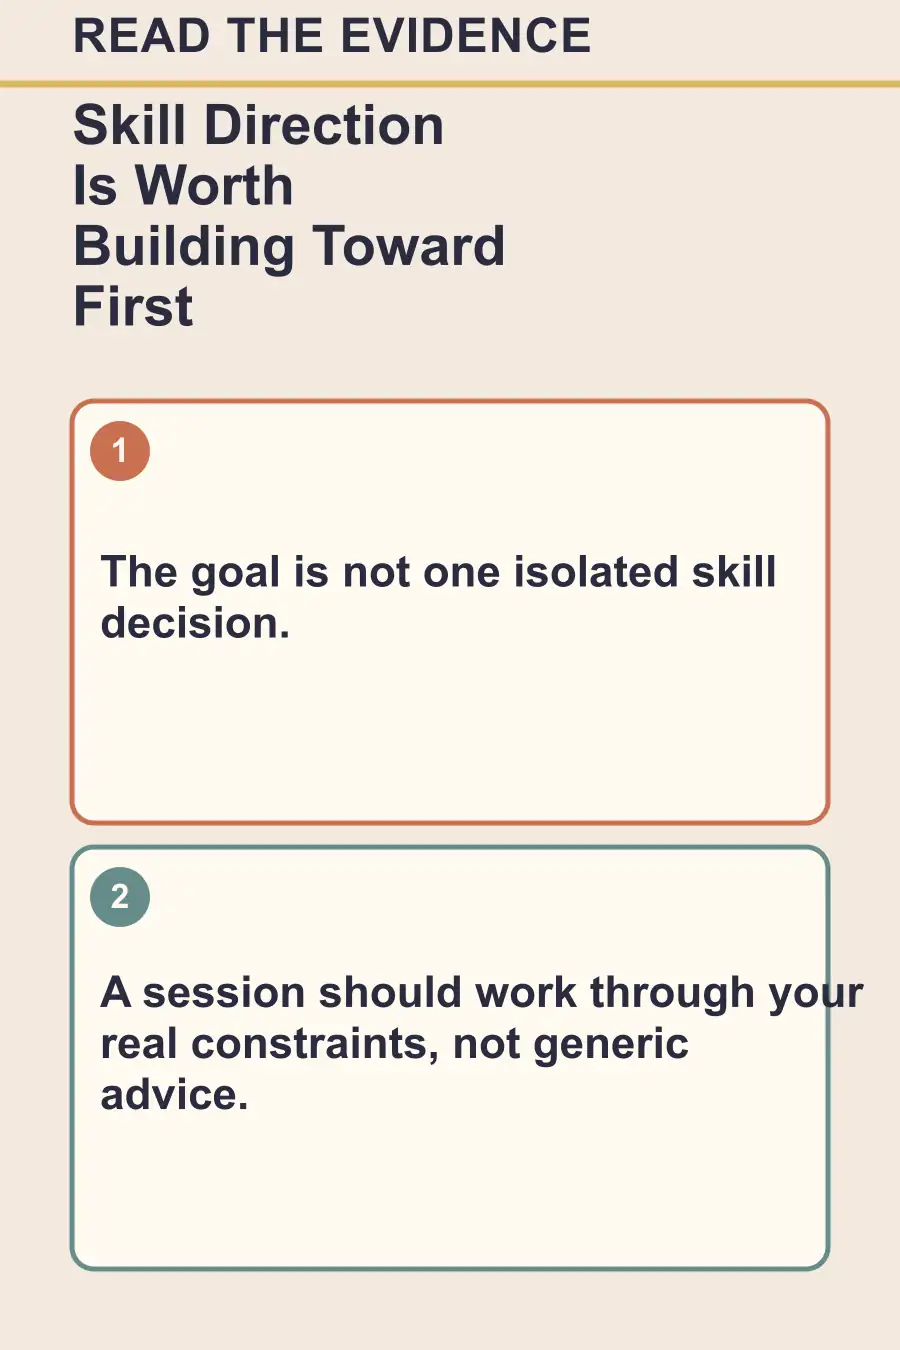 READ THE EVIDENCE
Skill Direction
Is Worth
Building Toward
First
1
The goal is not one isolated skill
decision.
2
A session should work through your
real constraints, not generic
advice.